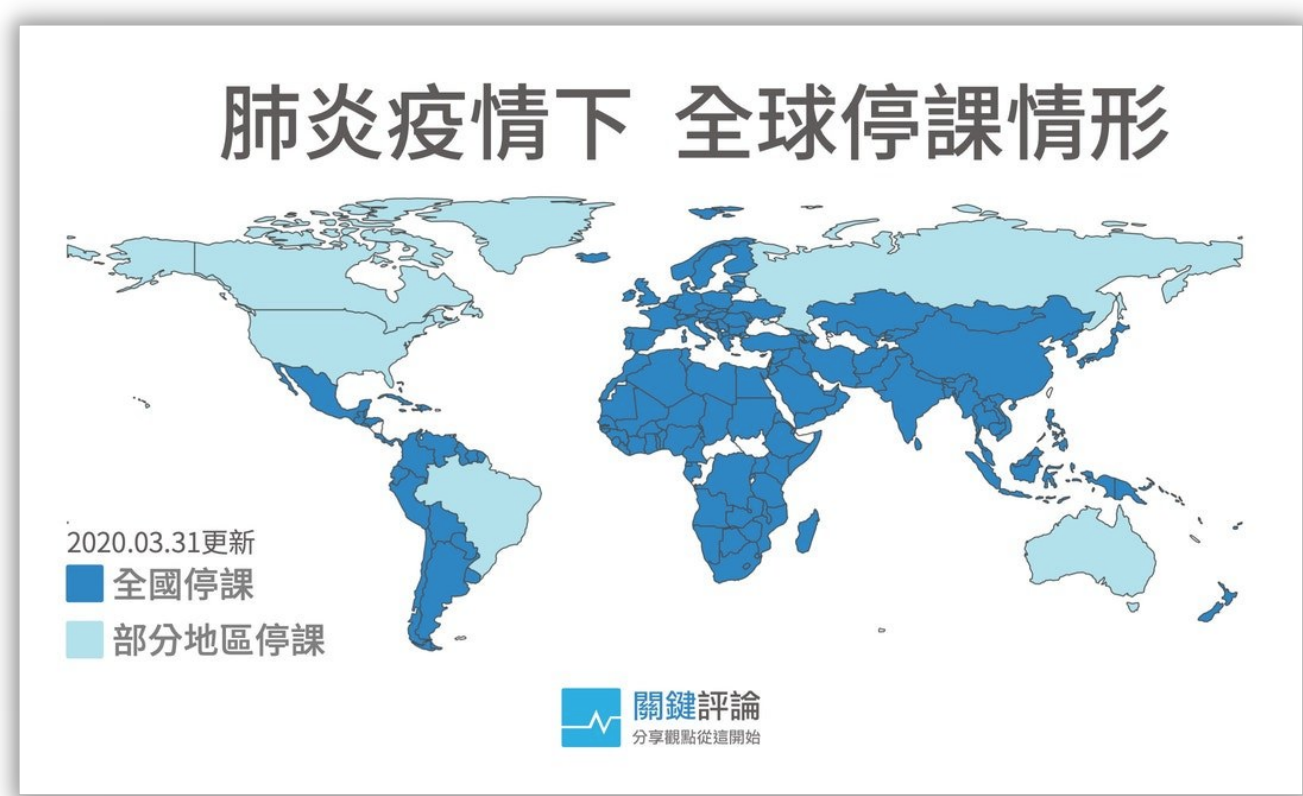 肺炎疫情下 全球停課情形
2020.03.31更新
全國停課
部分地區停課
關鍵評論
分享觀點從這開始